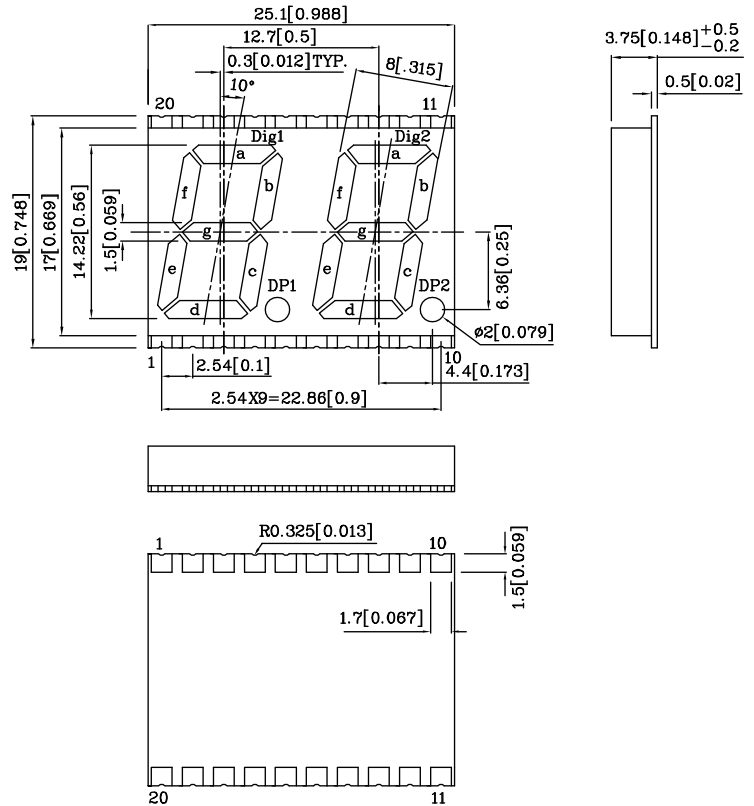 25.1[0.988]
12.7[0.5]
0.3[0.012]TYP.
10°
8[.315]
3.75[0.148]+0.5 -0.2
0.5[0.02]
20
11
Dig1
Dig2
a
a
f
b
f
b
g
g
e
c
e
c
d
d
DP1
DP2
19[0.748]
17[0.669]
14.22[0.56]
1.5[0.059]
6.36[0.25]
ø2[0.079]
1
10
2.54[0.1]
4.4[0.173]
2.54X9=22.86[0.9]
1
R0.325[0.013]
10
1.5[0.059]
1.7[0.067]
20
11